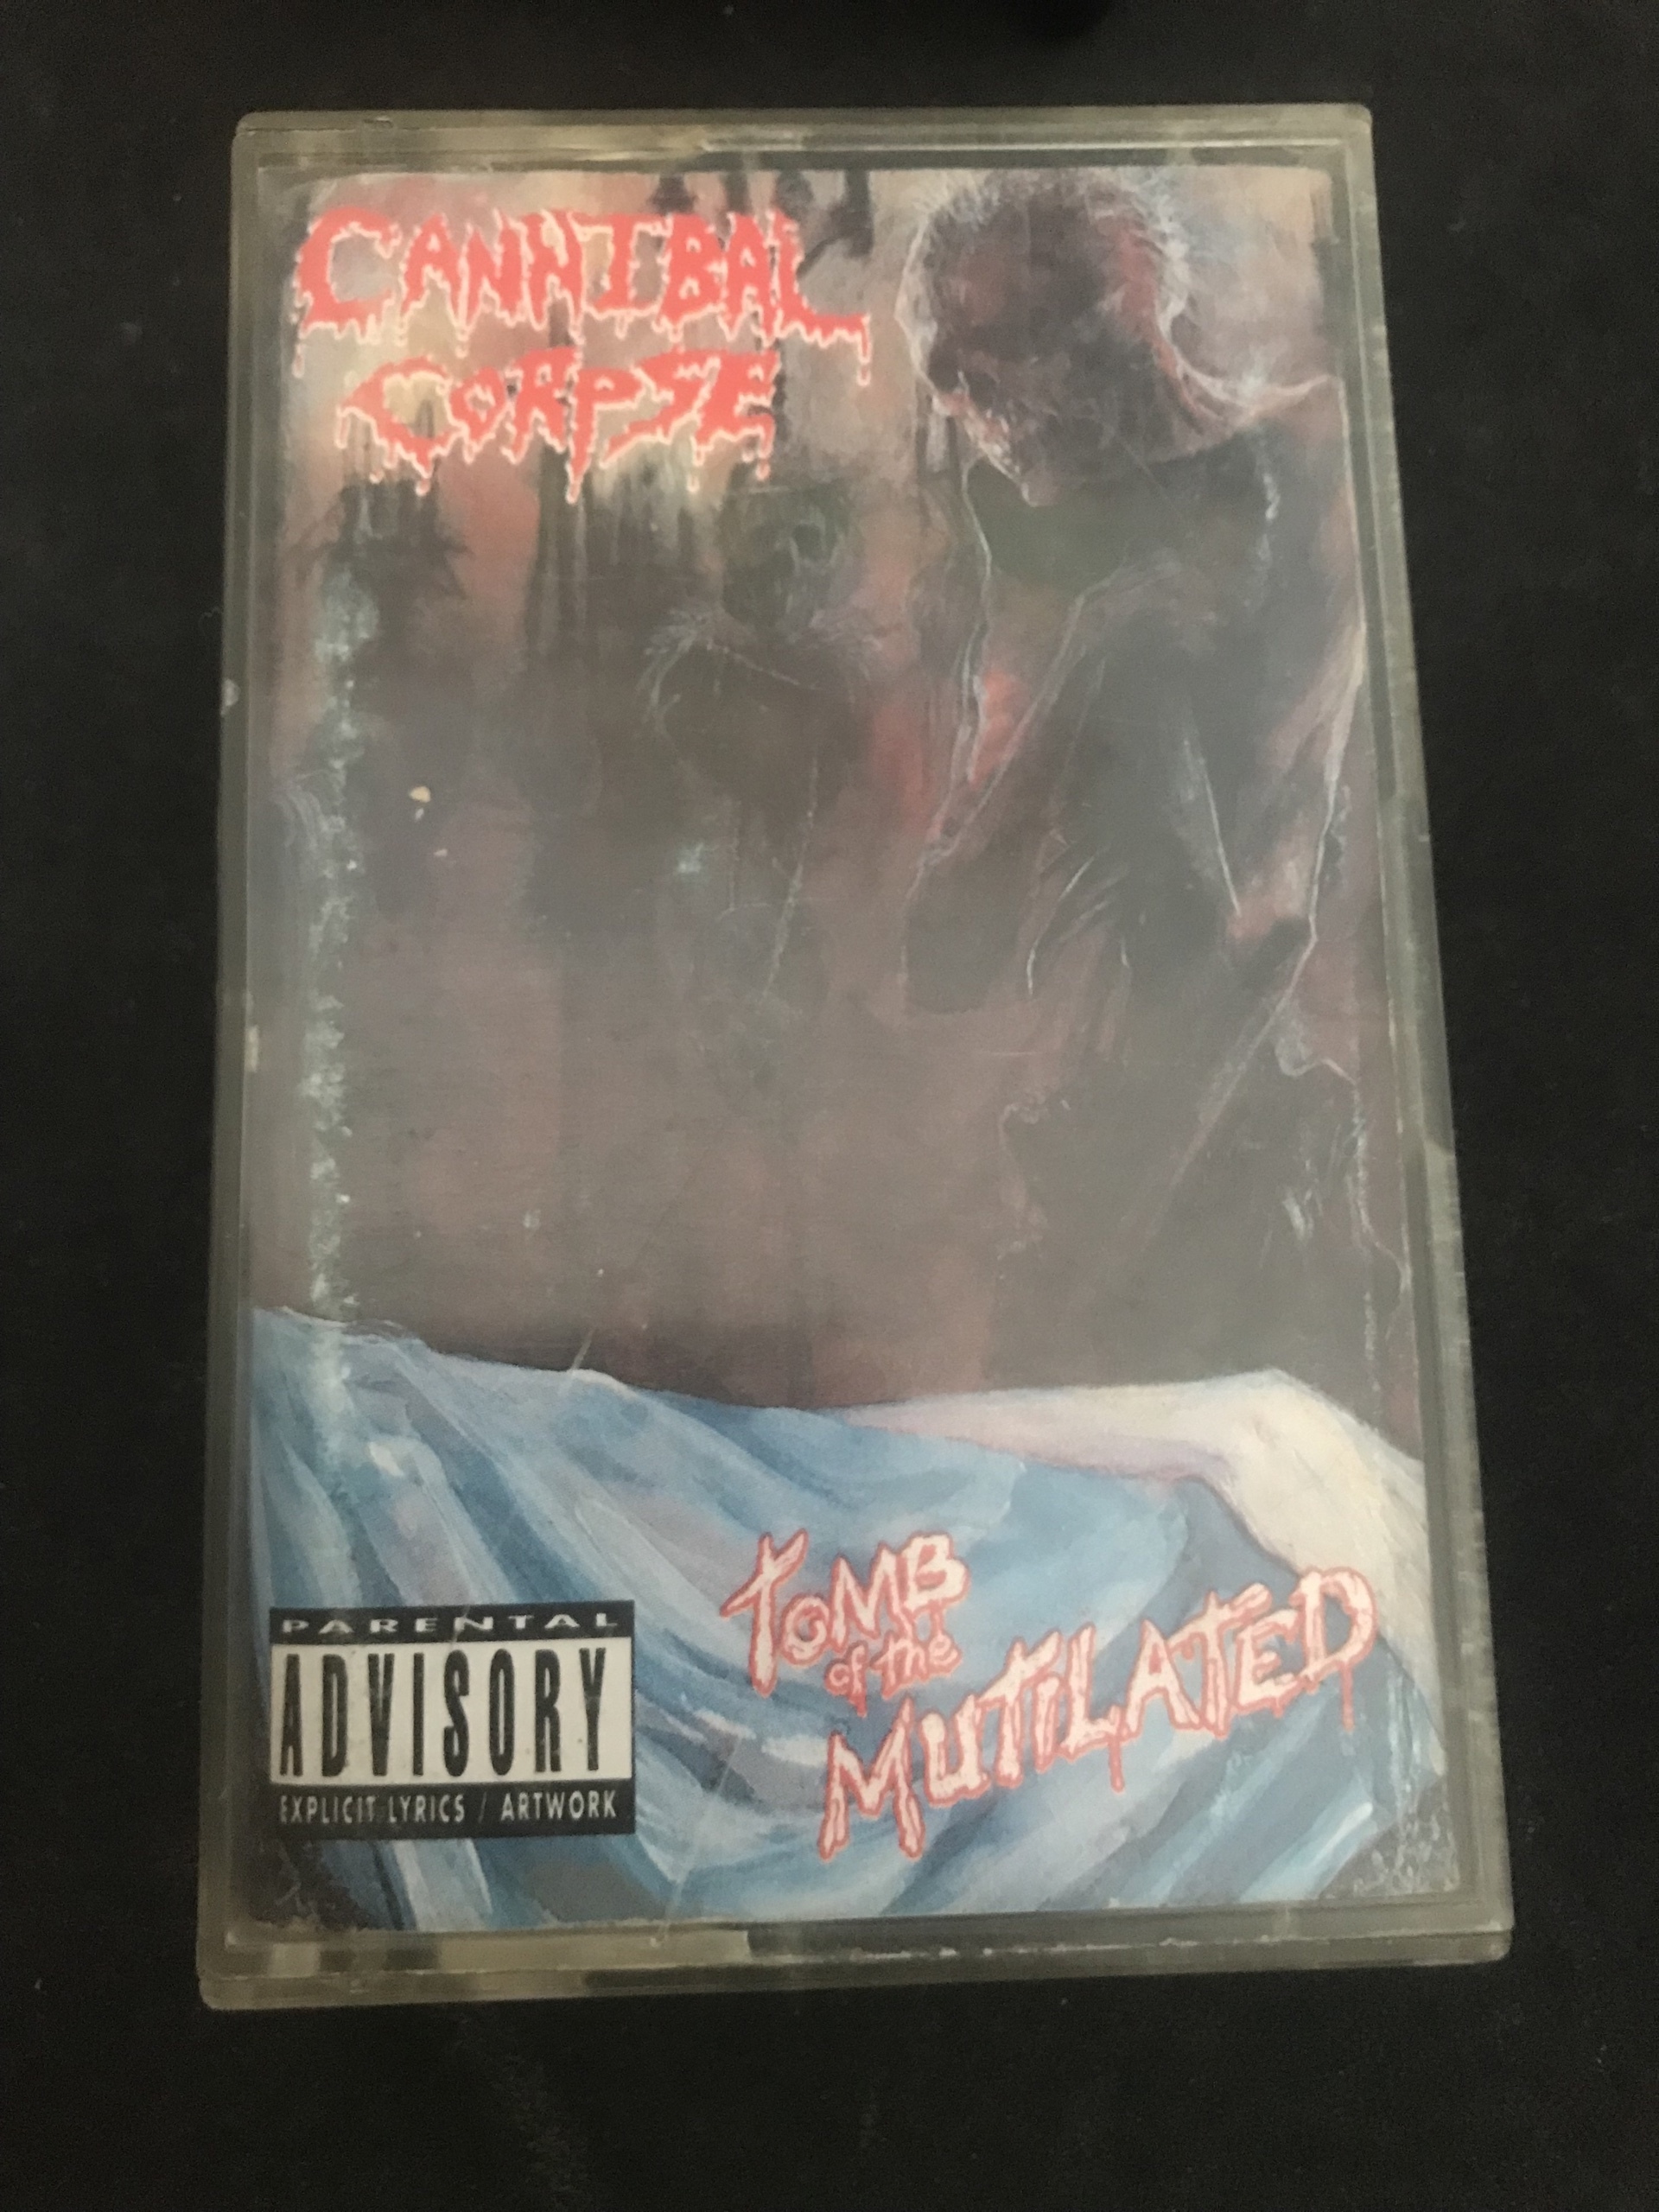 CANNIBAL
CORPSE
TOMB
of the
MUTILATED
PARENTAL
ADVISORY
EXPLICIT LYRICS / ARTWORK